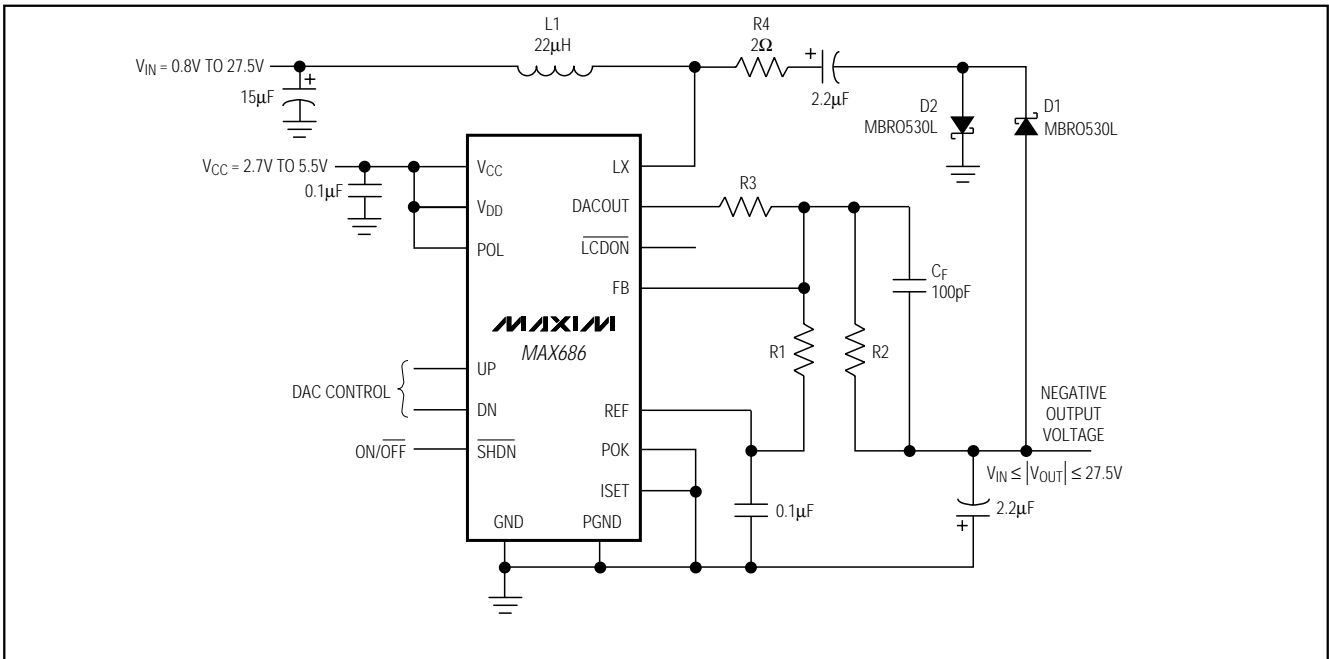 L1
22μH
R4
2Ω
VIN = 0.8V TO 27.5V
+
15μF
+
2.2μF
D2
MBRO530L
D1
MBRO530L
VCC = 2.7V TO 5.5V
0.1μF
VCC
VDD
POL
UP
DN
SHDN
GND
PGND
LX
DACOUT
LCDON
FB
REF
POK
ISET
MAXIM
MAX686
DAC CONTROL
ON/OFF
R3
R1
R2
CF
100pF
0.1μF
NEGATIVE
OUTPUT
VOLTAGE
VIN ≤ |VOUT| ≤ 27.5V
2.2μF
+